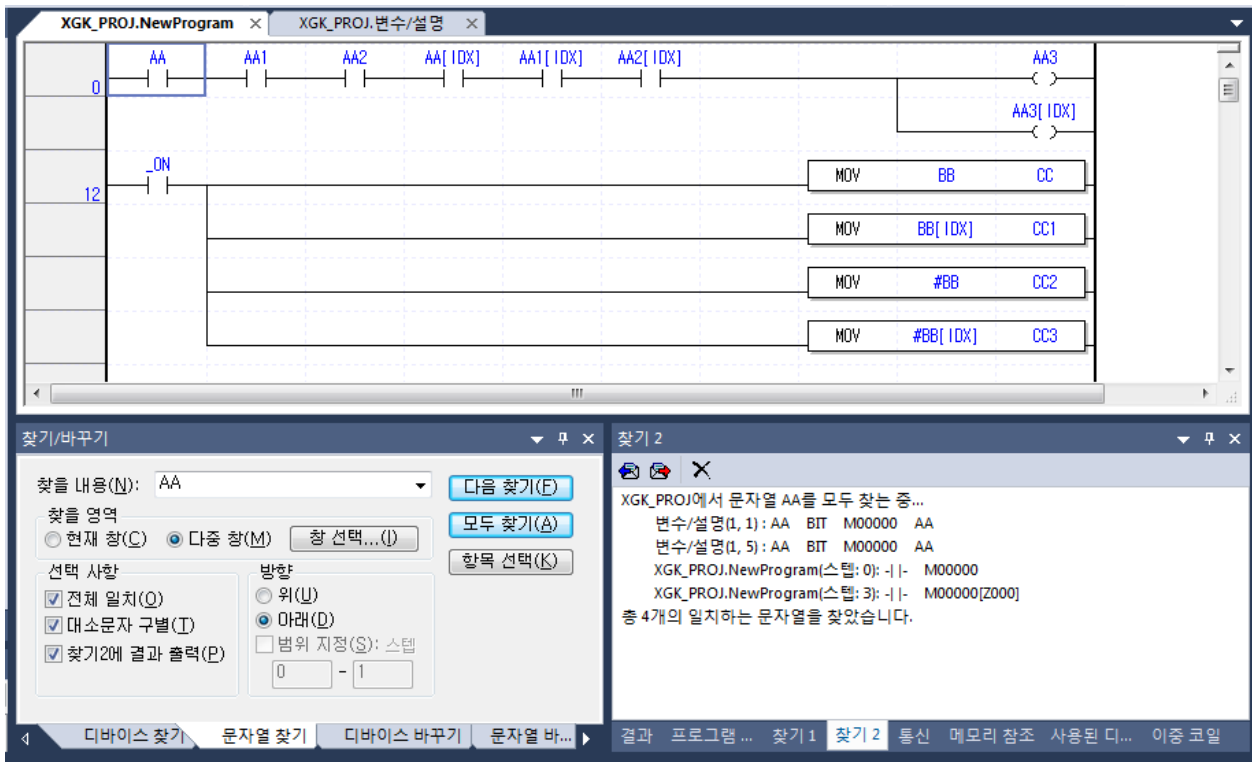 XGK_PROJ.NewProgram × XGK_PROJ.변수/설명 ×
AA AA1 AA2 AA[IDX] AA1[IDX] AA2[IDX] AA3
0
AA3[IDX]
_ON
12
MOV BB CC
MOV BB[IDX] CC1
MOV #BB CC2
MOV #BB[IDX] CC3
찾기/바꾸기
찾을 내용(N): AA
다음 찾기(F)
찾을 영역
현재 창(C) 다중 창(M) 창 선택...(I)
모두 찾기(A)
항목 선택(K)
선택 사항
전체 일치(O)
대소문자 구별(T)
찾기2에 결과 출력(P)
방향
위(U)
아래(D)
범위 지정(S): 스텝
0 - 1
디바이스 찾기 문자열 찾기 디바이스 바꾸기 문자열 바...
찾기 2
XGK_PROJ에서 문자열 AA를 모두 찾는 중...
변수/설명(1, 1) : AA BIT M00000 AA
변수/설명(1, 5) : AA BIT M00000 AA
XGK_PROJ.NewProgram(스텝: 0): -| |- M00000
XGK_PROJ.NewProgram(스텝: 3): -| |- M00000[Z000]
총 4개의 일치하는 문자열을 찾았습니다.
결과 프로그램 ... 찾기 1 찾기 2 통신 메모리 참조 사용된 디... 이중 코일